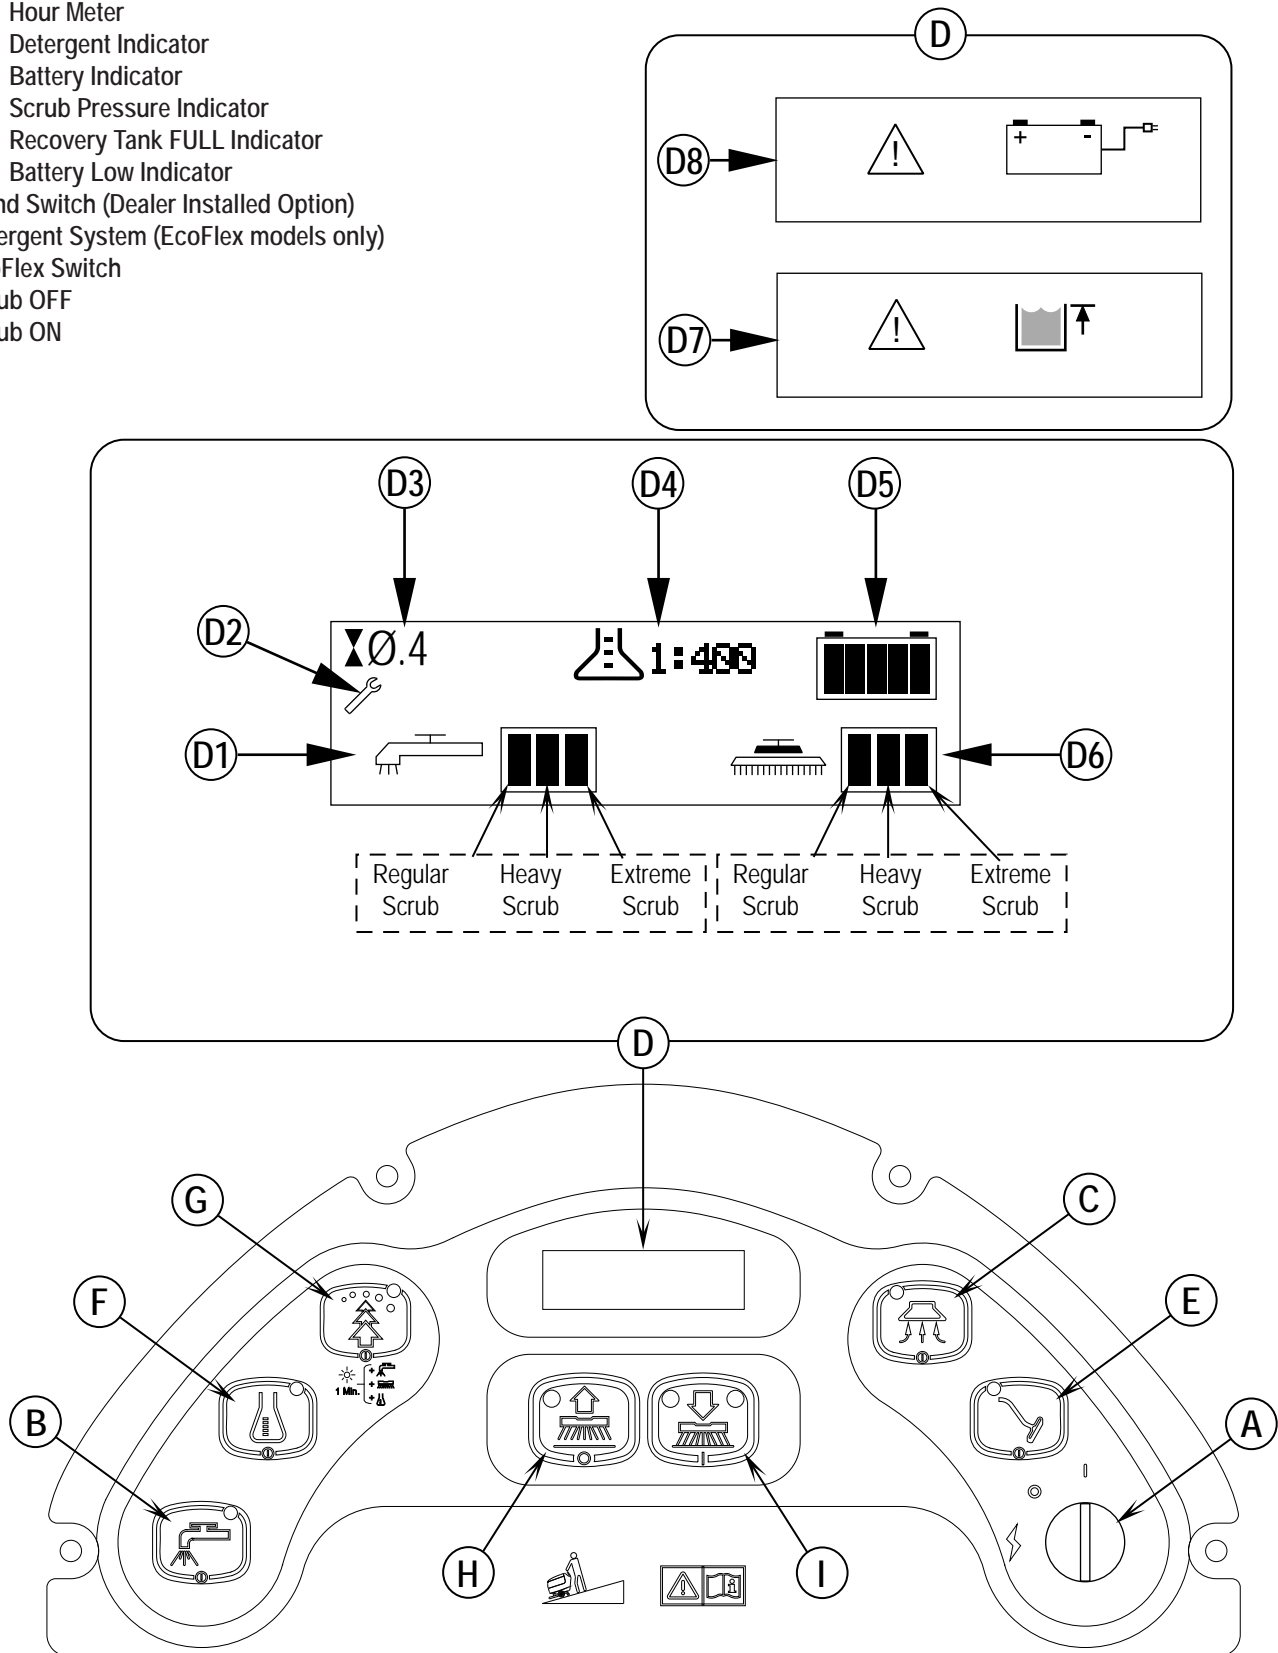 Hour Meter
Detergent Indicator
Battery Indicator
Scrub Pressure Indicator
Recovery Tank FULL Indicator
Battery Low Indicator
nd Switch (Dealer Installed Option)
ergent System (EcoFlex models only)
Flex Switch
ub OFF
ub ON
D
D8
! + -
D7
!
D3 D4 D5
D2
Ø.4 1:400
D1 D6
Regular Heavy Extreme Regular Heavy Extreme
Scrub Scrub Scrub Scrub Scrub Scrub
D
G C
F E
1 Min.
+
+
+
B A
H I